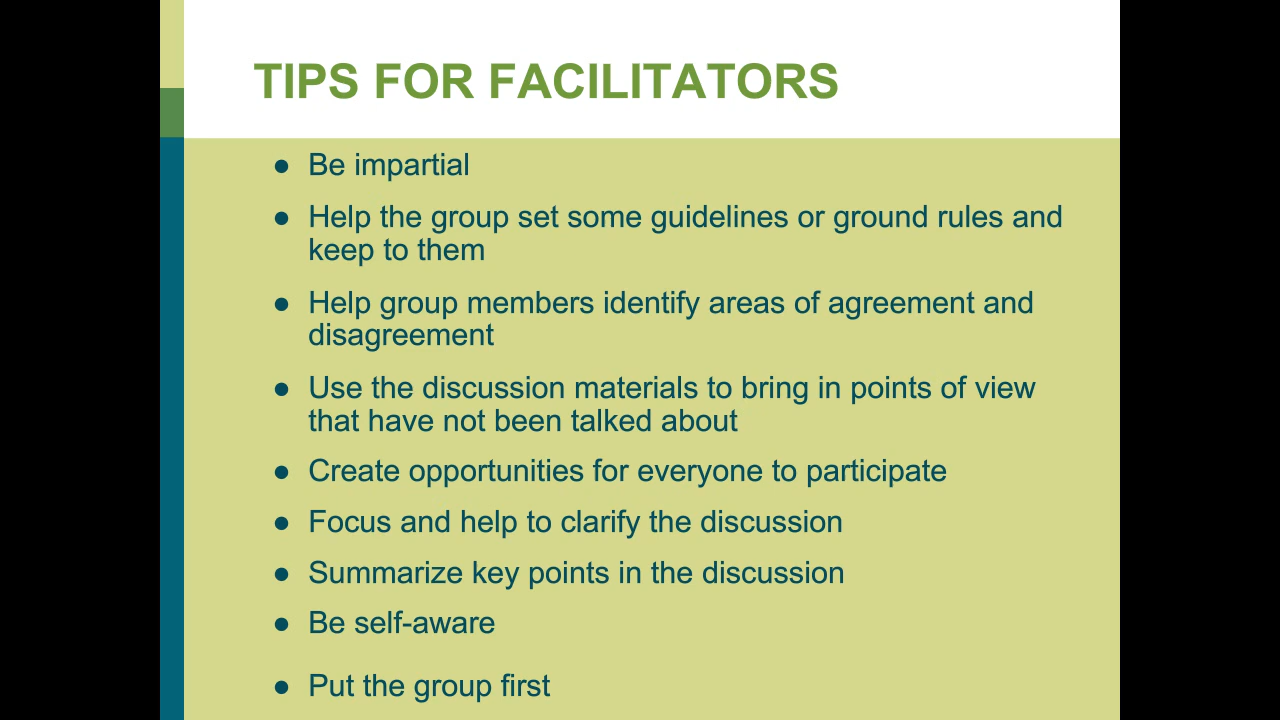 TIPS FOR FACILITATORS
● Be impartial
● Help the group set some guidelines or ground rules and
keep to them
● Help group members identify areas of agreement and
disagreement
● Use the discussion materials to bring in points of view
that have not been talked about
● Create opportunities for everyone to participate
● Focus and help to clarify the discussion
● Summarize key points in the discussion
● Be self-aware
● Put the group first